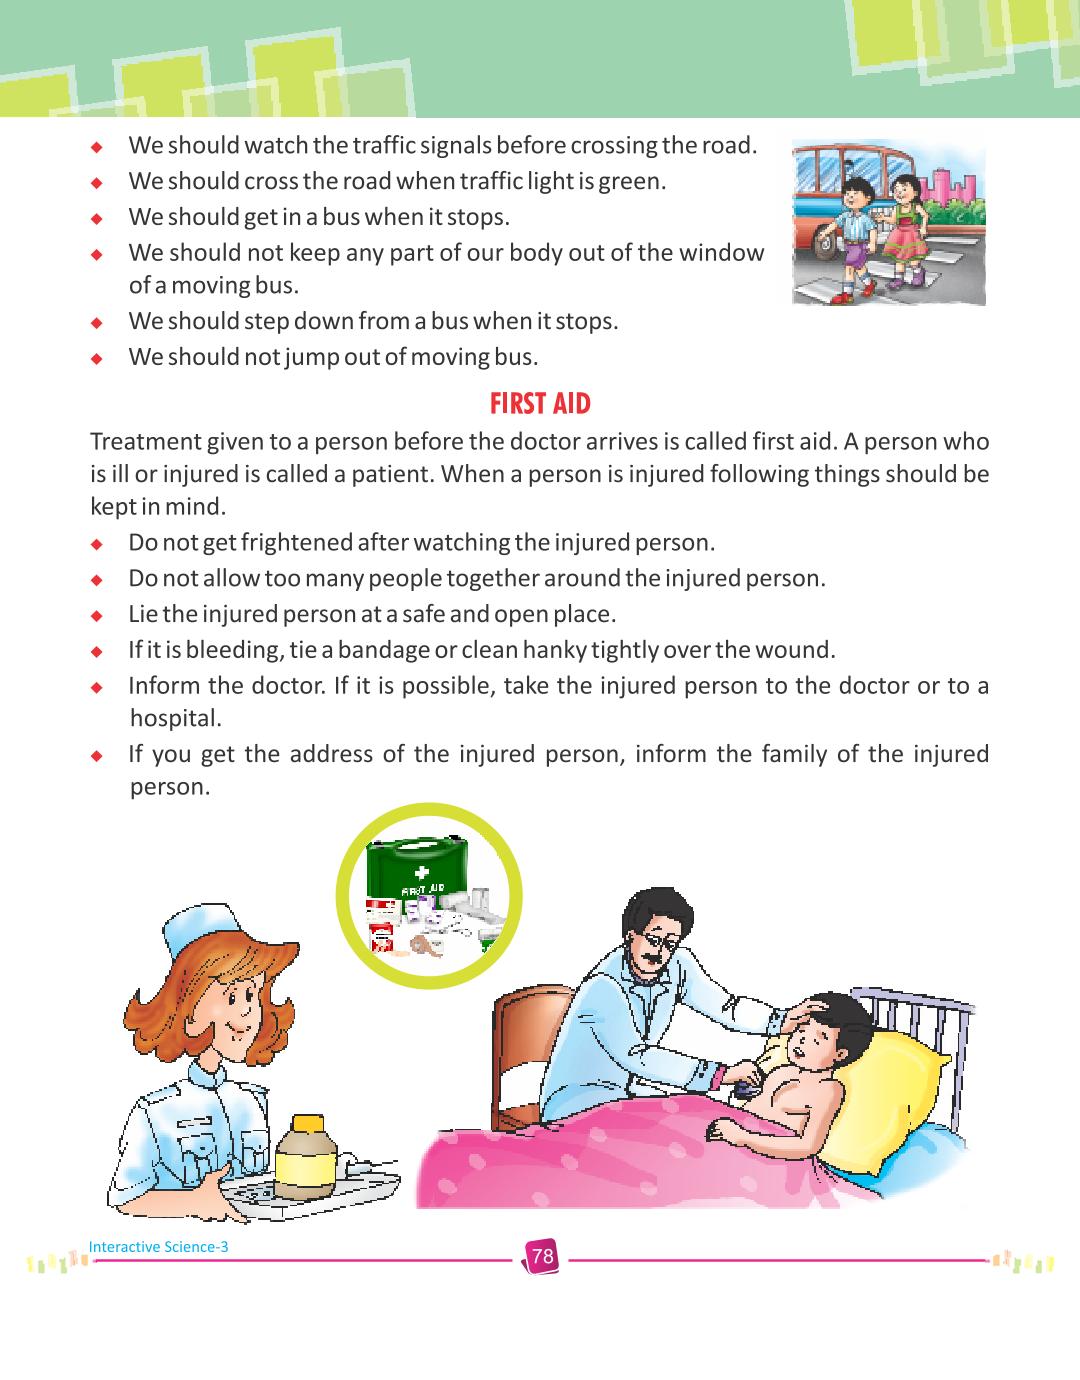 ◆ We should watch the traffic signals before crossing the road.
◆ We should cross the road when traffic light is green.
◆ We should get in a bus when it stops.
◆ We should not keep any part of our body out of the window
of a moving bus.
◆ We should step down from a bus when it stops.
◆ We should not jump out of moving bus.
FIRST AID
Treatment given to a person before the doctor arrives is called first aid. A person who
is ill or injured is called a patient. When a person is injured following things should be
kept in mind.
◆ Do not get frightened after watching the injured person.
◆ Do not allow too many people together around the injured person.
◆ Lie the injured person at a safe and open place.
◆ If it is bleeding, tie a bandage or clean hanky tightly over the wound.
◆ Inform the doctor. If it is possible, take the injured person to the doctor or to a
hospital.
◆ If you get the address of the injured person, inform the family of the injured
person.
FIRST AID
Interactive Science-3
78